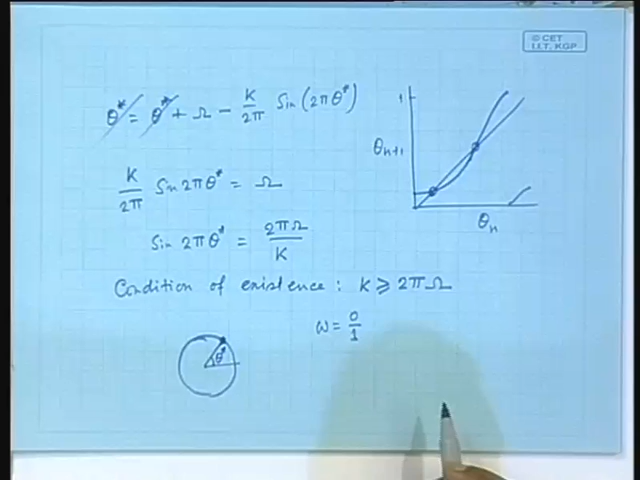 © CET
I.I.T. KGP
θ* = θ* + Ω - K/2π Sin (2πθ*)
1
θn+1
K/2π Sin 2πθ* = Ω
θn
Sin 2πθ* = 2πΩ/K
Condition of existence : K ⩾ 2πΩ
ω = 0/1
θ*